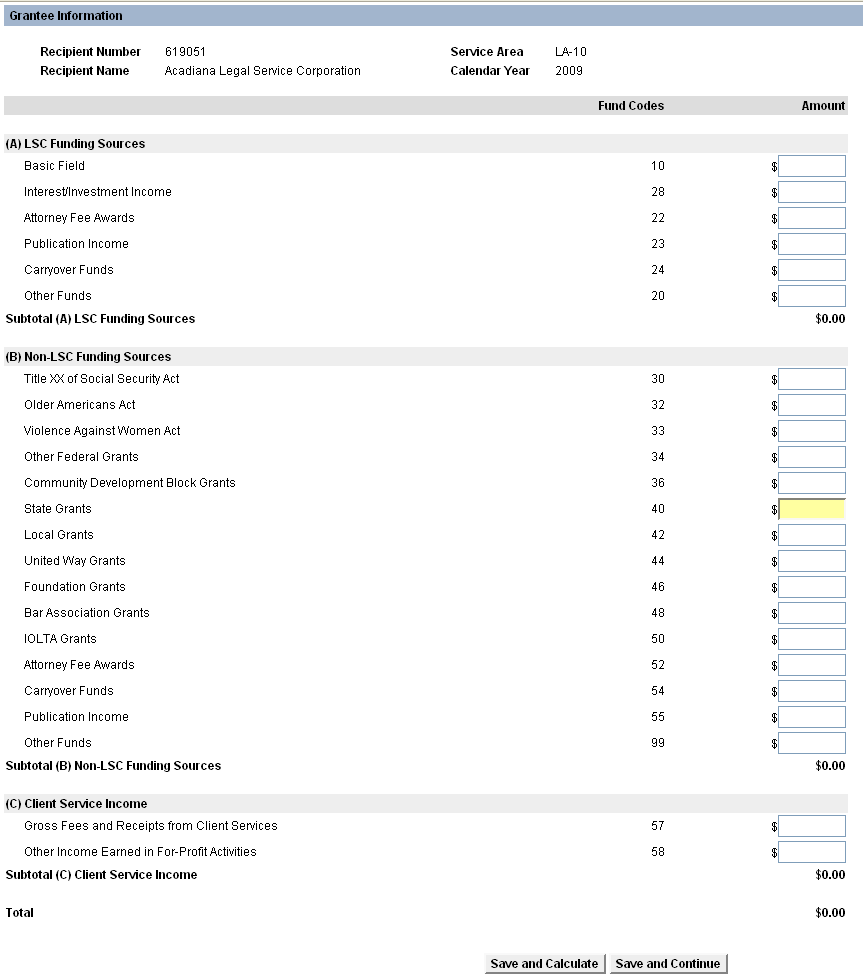 Grantee Information
Recipient Number 619051 Service Area LA-10
Recipient Name Acadiana Legal Service Corporation Calendar Year 2009
Fund Codes Amount
(A) LSC Funding Sources
Basic Field 10 $
Interest/Investment Income 28 $
Attorney Fee Awards 22 $
Publication Income 23 $
Carryover Funds 24 $
Other Funds 20 $
Subtotal (A) LSC Funding Sources $0.00
(B) Non-LSC Funding Sources
Title XX of Social Security Act 30 $
Older Americans Act 32 $
Violence Against Women Act 33 $
Other Federal Grants 34 $
Community Development Block Grants 36 $
State Grants 40 $
Local Grants 42 $
United Way Grants 44 $
Foundation Grants 46 $
Bar Association Grants 48 $
IOLTA Grants 50 $
Attorney Fee Awards 52 $
Carryover Funds 54 $
Publication Income 55 $
Other Funds 99 $
Subtotal (B) Non-LSC Funding Sources $0.00
(C) Client Service Income
Gross Fees and Receipts from Client Services 57 $
Other Income Earned in For-Profit Activities 58 $
Subtotal (C) Client Service Income $0.00
Total $0.00
Save and Calculate Save and Continue